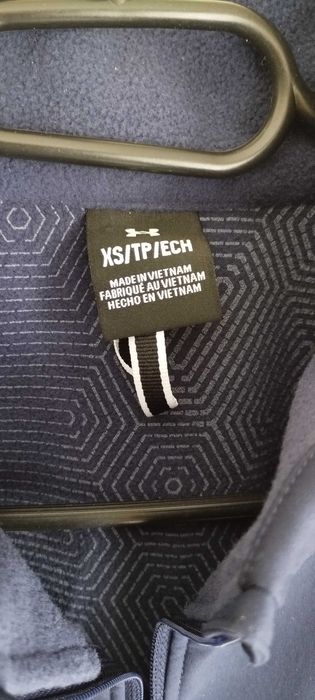 XS/TP/ECH
MADE IN VIETNAM
FABRIQUÉ AU VIETNAM
HECHO EN VIETNAM